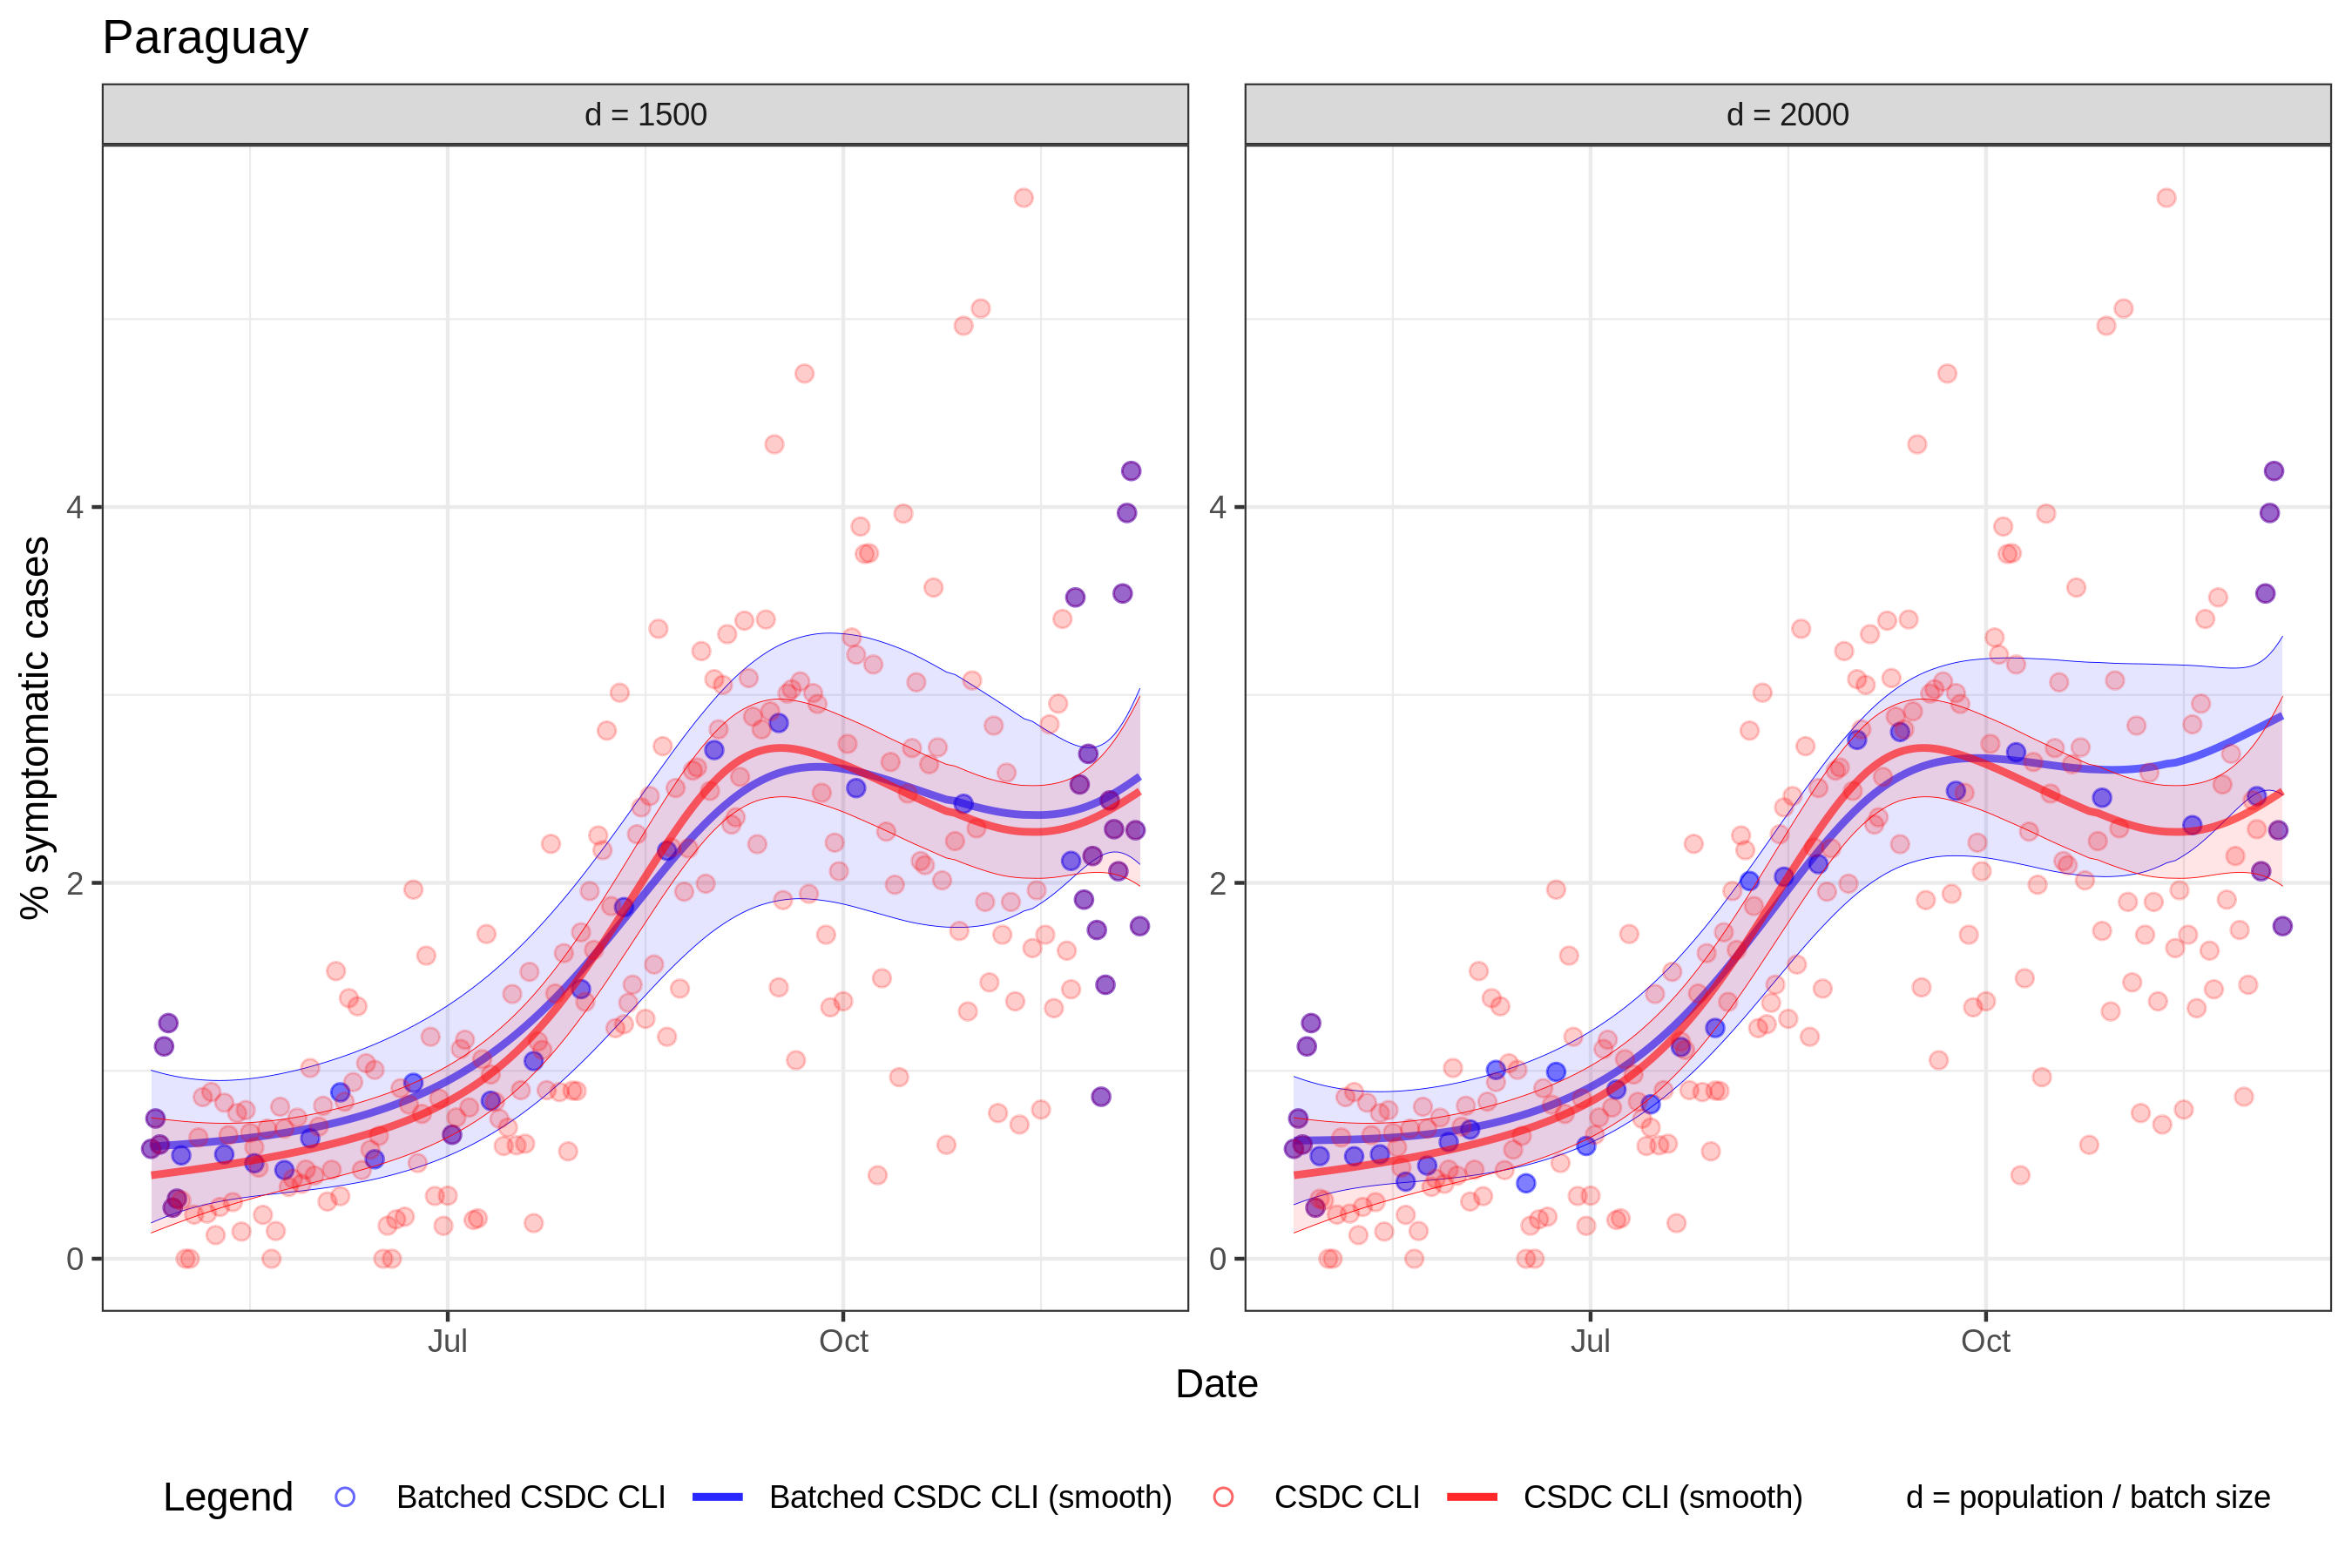 Paraguay
d = 1500
d = 2000
% symptomatic cases
4
2
0
4
2
0
Jul
Oct
Jul
Oct
Date
Legend Batched CSDC CLI Batched CSDC CLI (smooth) CSDC CLI CSDC CLI (smooth) d = population / batch size